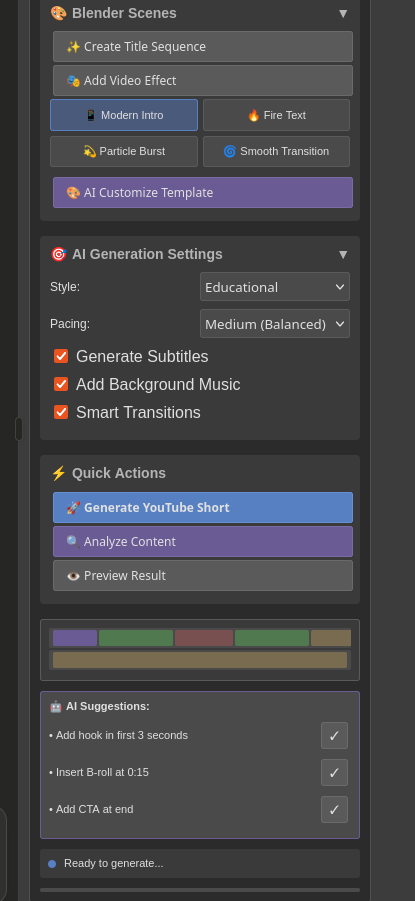 🎨 Blender Scenes ▼
✨ Create Title Sequence
🎭 Add Video Effect
📱 Modern Intro 🔥 Fire Text
💫 Particle Burst 🌀 Smooth Transition
🎨 AI Customize Template
🎯 AI Generation Settings ▼
Style: Educational
Pacing: Medium (Balanced)
Generate Subtitles
Add Background Music
Smart Transitions
⚡ Quick Actions
🚀 Generate YouTube Short
🔍 Analyze Content
👁️ Preview Result
🤖 AI Suggestions:
• Add hook in first 3 seconds ✓
• Insert B-roll at 0:15 ✓
• Add CTA at end ✓
Ready to generate...